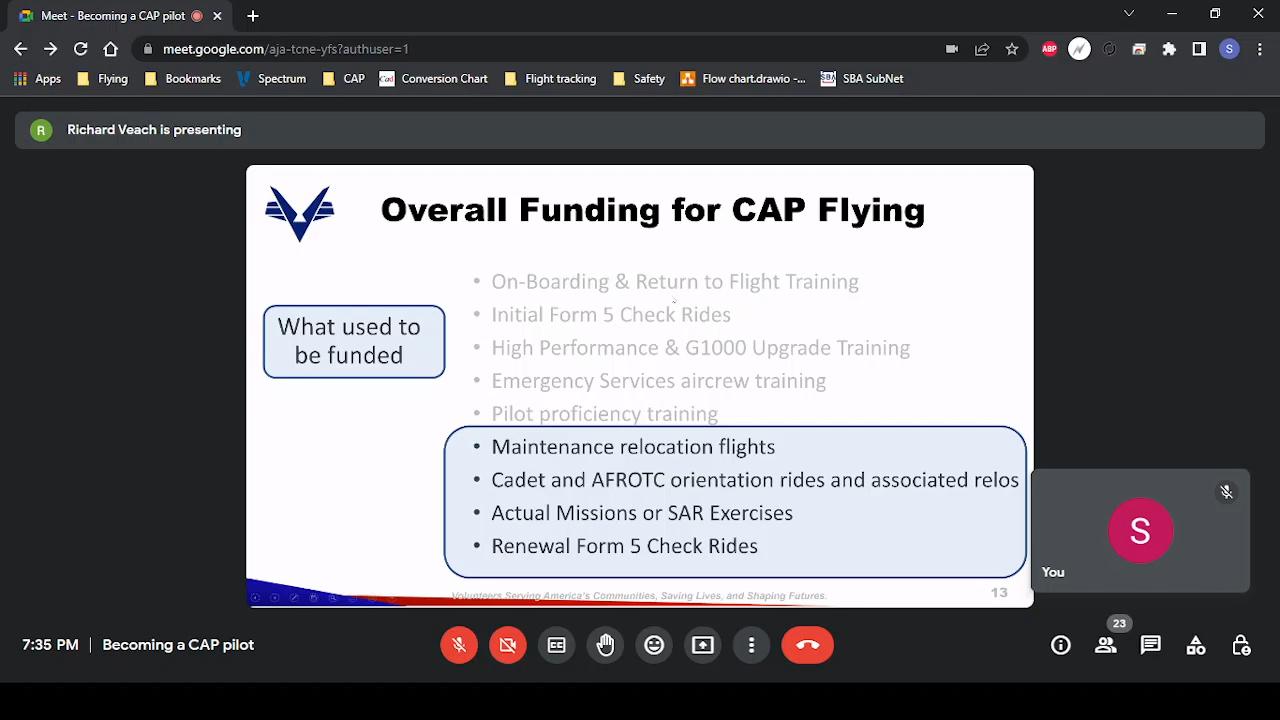 Meet - Becoming a CAP pilot
meet.google.com/aja-tcne-yfs?authuser=1
ABP
S
Apps
Flying
Bookmarks
Spectrum
CAP
Cad
Conversion Chart
Flight tracking
Safety
Flow chart.drawio -...
SBA
SBA SubNet
R
Richard Veach is presenting
Overall Funding for CAP Flying
What used to
be funded
• On-Boarding & Return to Flight Training
• Initial Form 5 Check Rides
• High Performance & G1000 Upgrade Training
• Emergency Services aircrew training
• Pilot proficiency training
• Maintenance relocation flights
• Cadet and AFROTC orientation rides and associated relos
• Actual Missions or SAR Exercises
• Renewal Form 5 Check Rides
Volunteers Serving America's Communities, Saving Lives, and Shaping Futures.
13
S
You
7:35 PM | Becoming a CAP pilot
CC
23